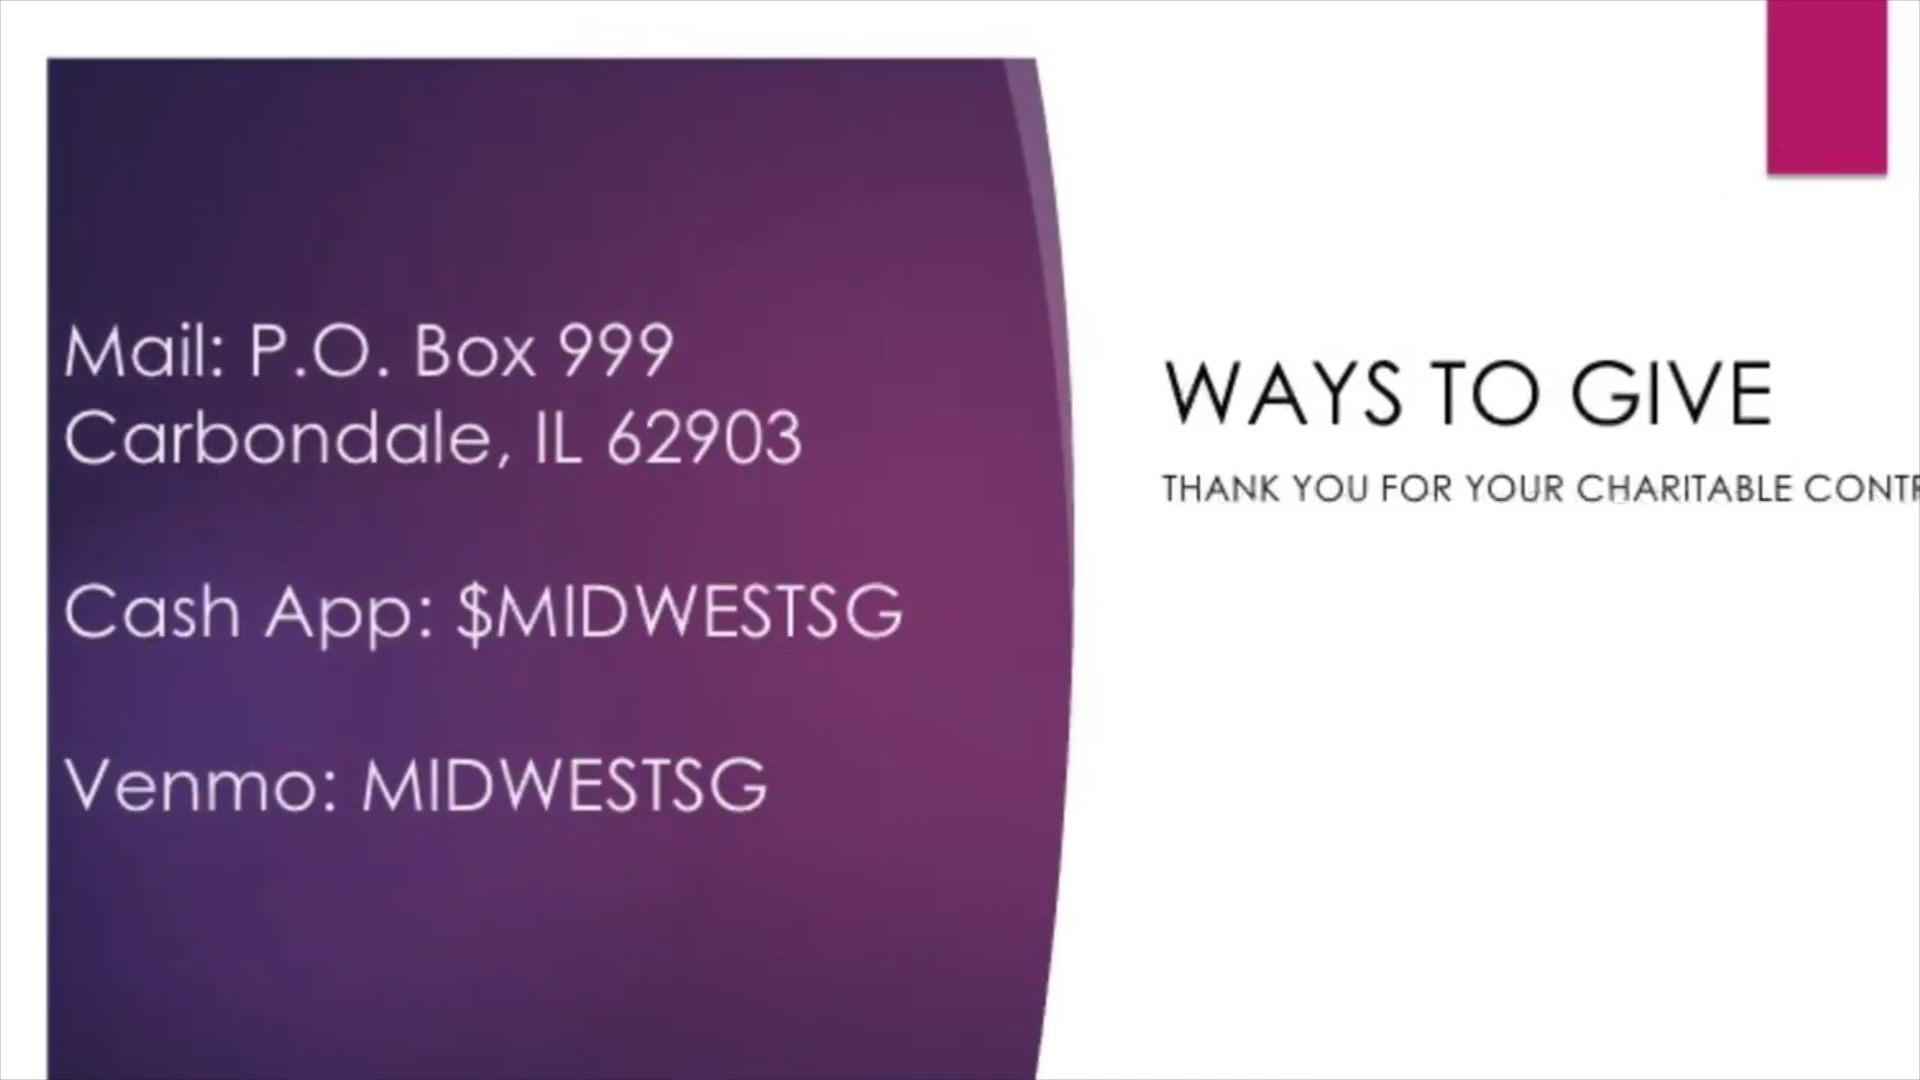 Mail: P.O. Box 999
Carbondale, IL 62903
Cash App: $MIDWESTSG
Venmo: MIDWESTSG
WAYS TO GIVE
THANK YOU FOR YOUR CHARITABLE